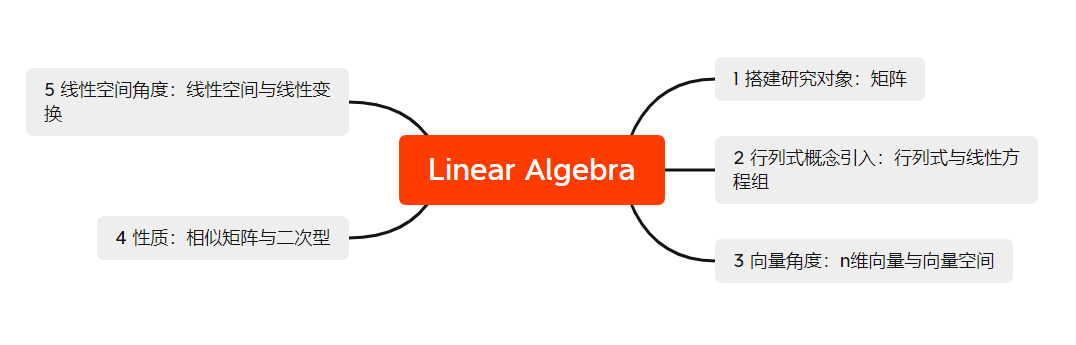 Linear Algebra
1 搭建研究对象：矩阵
2 行列式概念引入：行列式与线性方
程组
3 向量角度：n维向量与向量空间
4 性质：相似矩阵与二次型
5 线性空间角度：线性空间与线性变
换